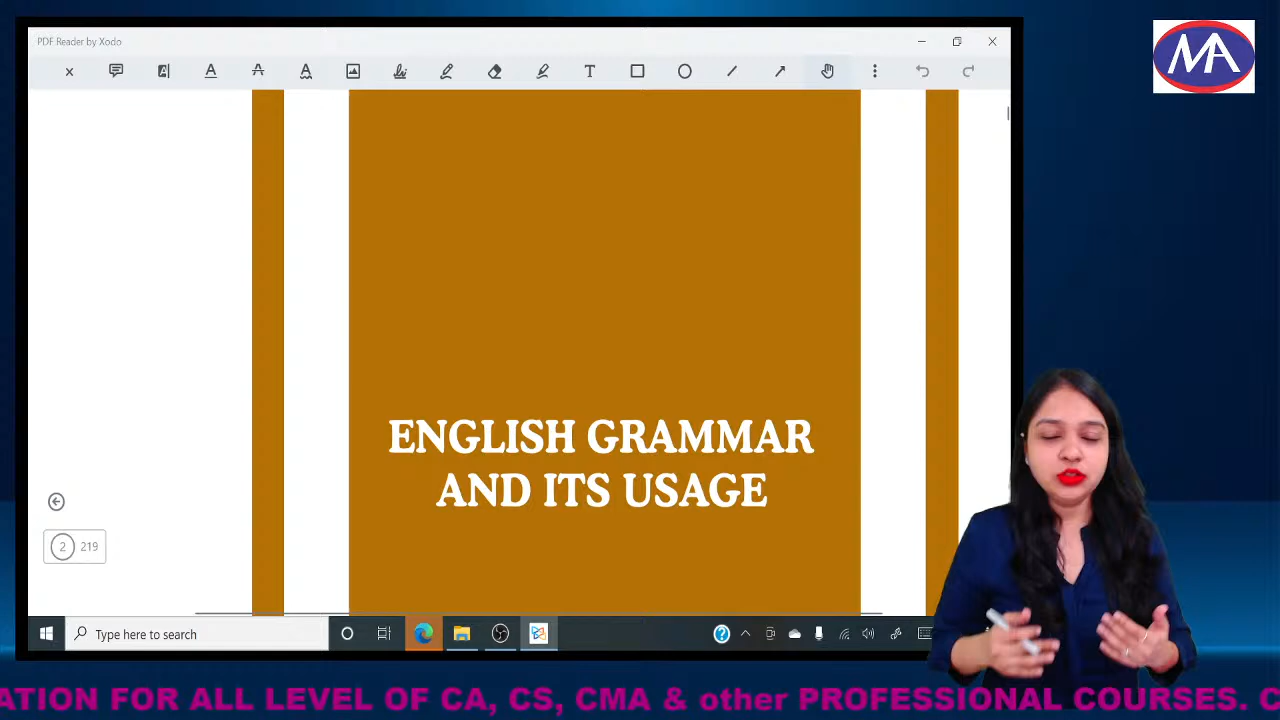 PDF Reader by Xodo
MA
ENGLISH GRAMMAR
AND ITS USAGE
2 219
Type here to search
ATION FOR ALL LEVEL OF CA, CS, CMA & other PROFESSIONAL COURSES. C